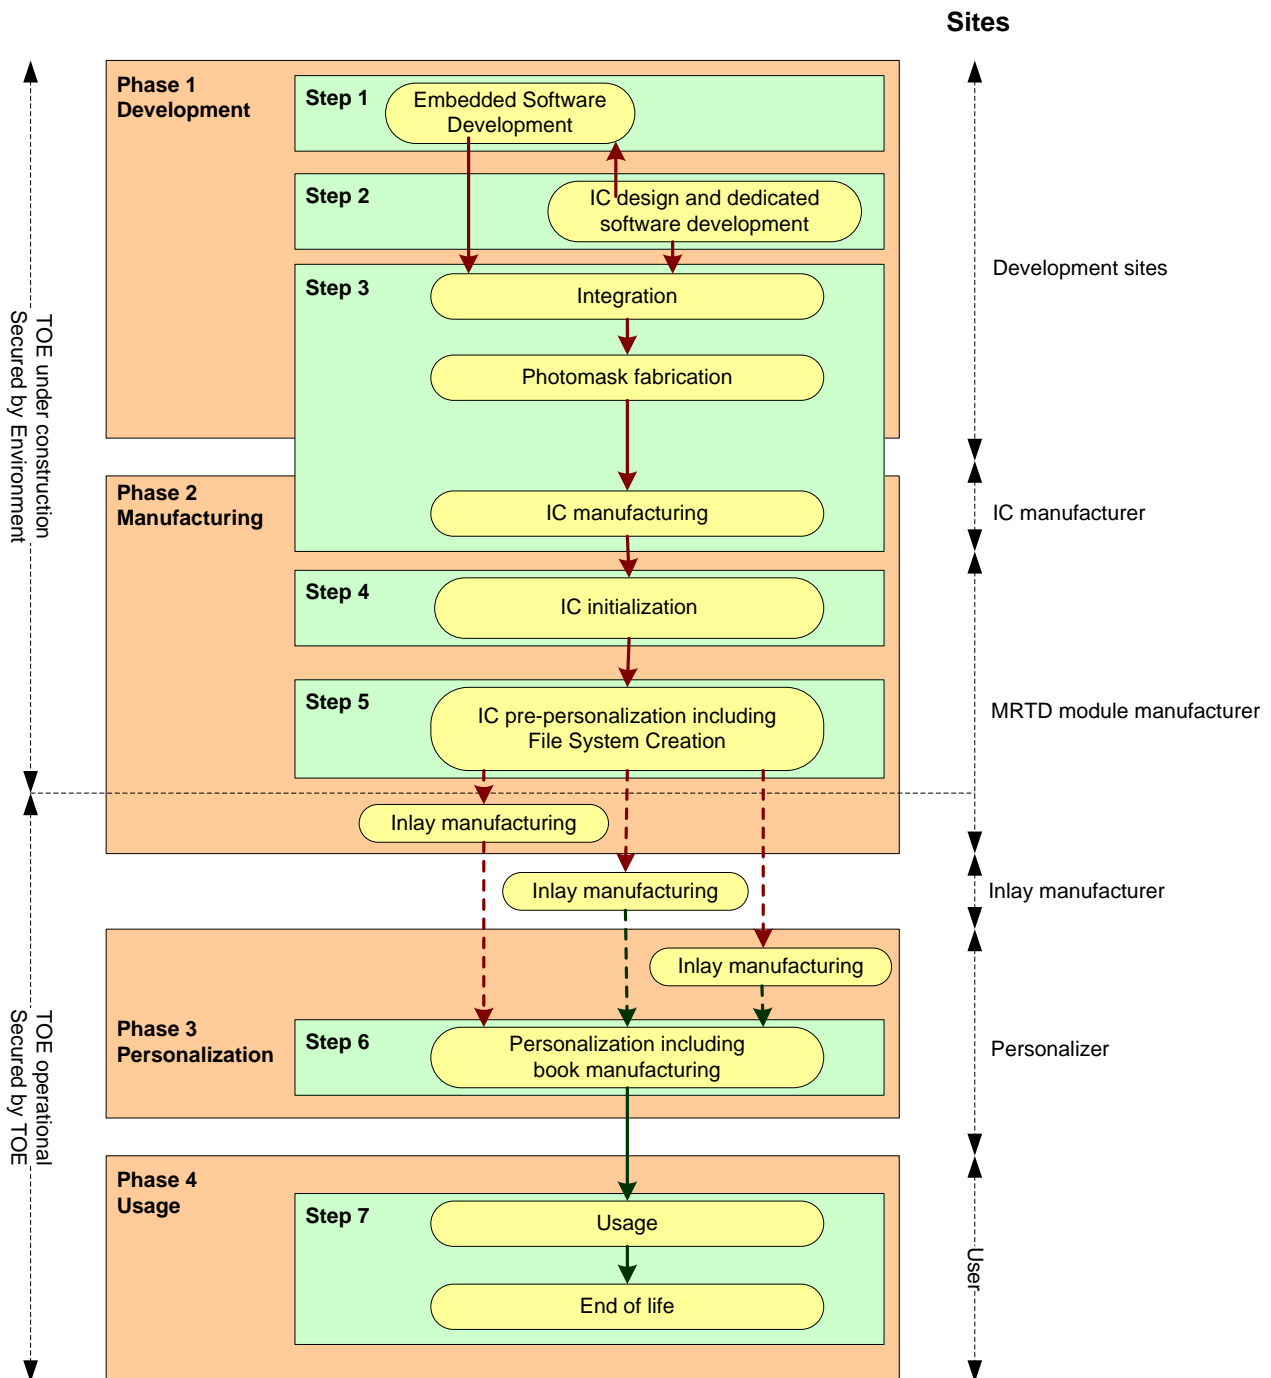 Sites
Phase 1
Development
Step 1
Embedded Software
Development
Step 2
IC design and dedicated
software development
Step 3
Integration
Development sites
Photomask fabrication
TOE under construction
Secured by Environment
Phase 2
Manufacturing
IC manufacturing
IC manufacturer
Step 4
IC initialization
Step 5
IC pre-personalization including
File System Creation
MRTD module manufacturer
Inlay manufacturing
Inlay manufacturing
Inlay manufacturer
Inlay manufacturing
TOE operational
Secured by TOE
Phase 3
Personalization
Step 6
Personalization including
book manufacturing
Personalizer
Phase 4
Usage
Step 7
Usage
User
End of life